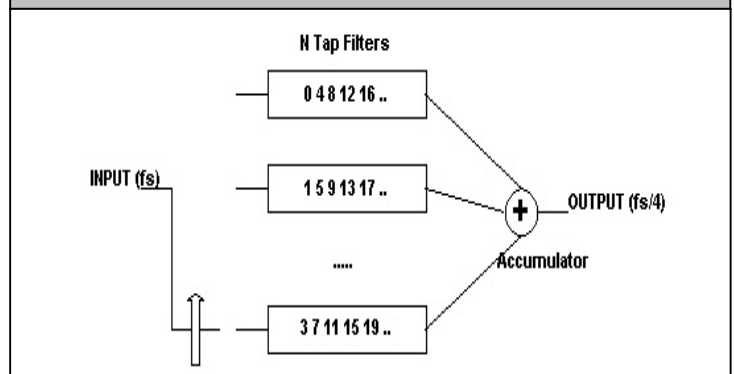 N Tap Filters
0 4 8 12 16 ..
INPUT (fs)
1 5 9 13 17 ..
+
OUTPUT (fs/4)
.....
Accumulator
3 7 11 15 19 ..